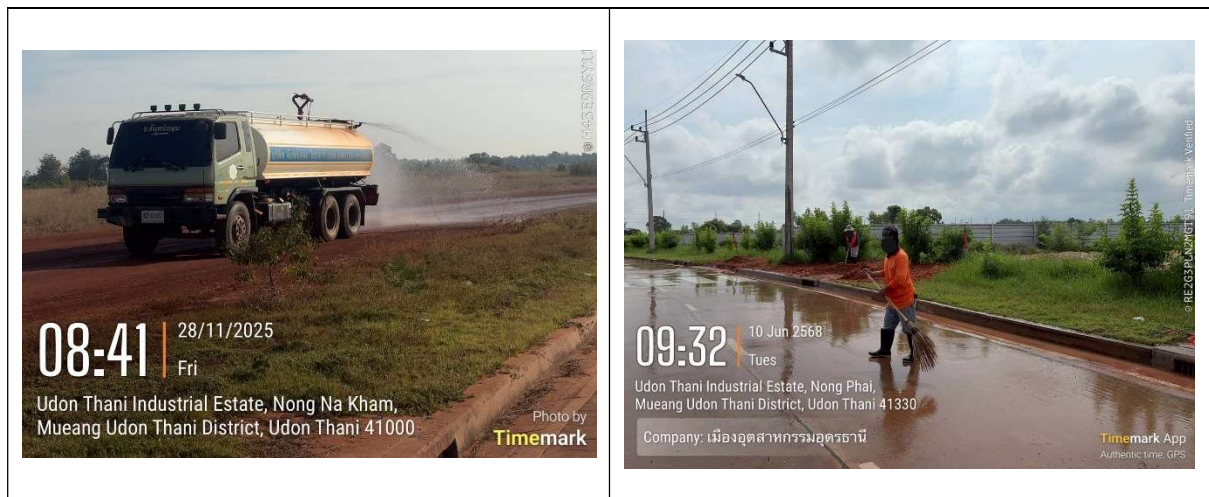 08:41
28/11/2025
Fri
Udon Thani Industrial Estate, Nong Na Kham,
Mueang Udon Thani District, Udon Thani 41000
Photo by
Timemark
09:32
10 Jun 2568
Tues
Udon Thani Industrial Estate, Nong Phai,
Mueang Udon Thani District, Udon Thani 41330
Company: เมืองอุตสาหกรรมอุดรธานี
Timemark App
Authentic time, GPS
Timemark Verified